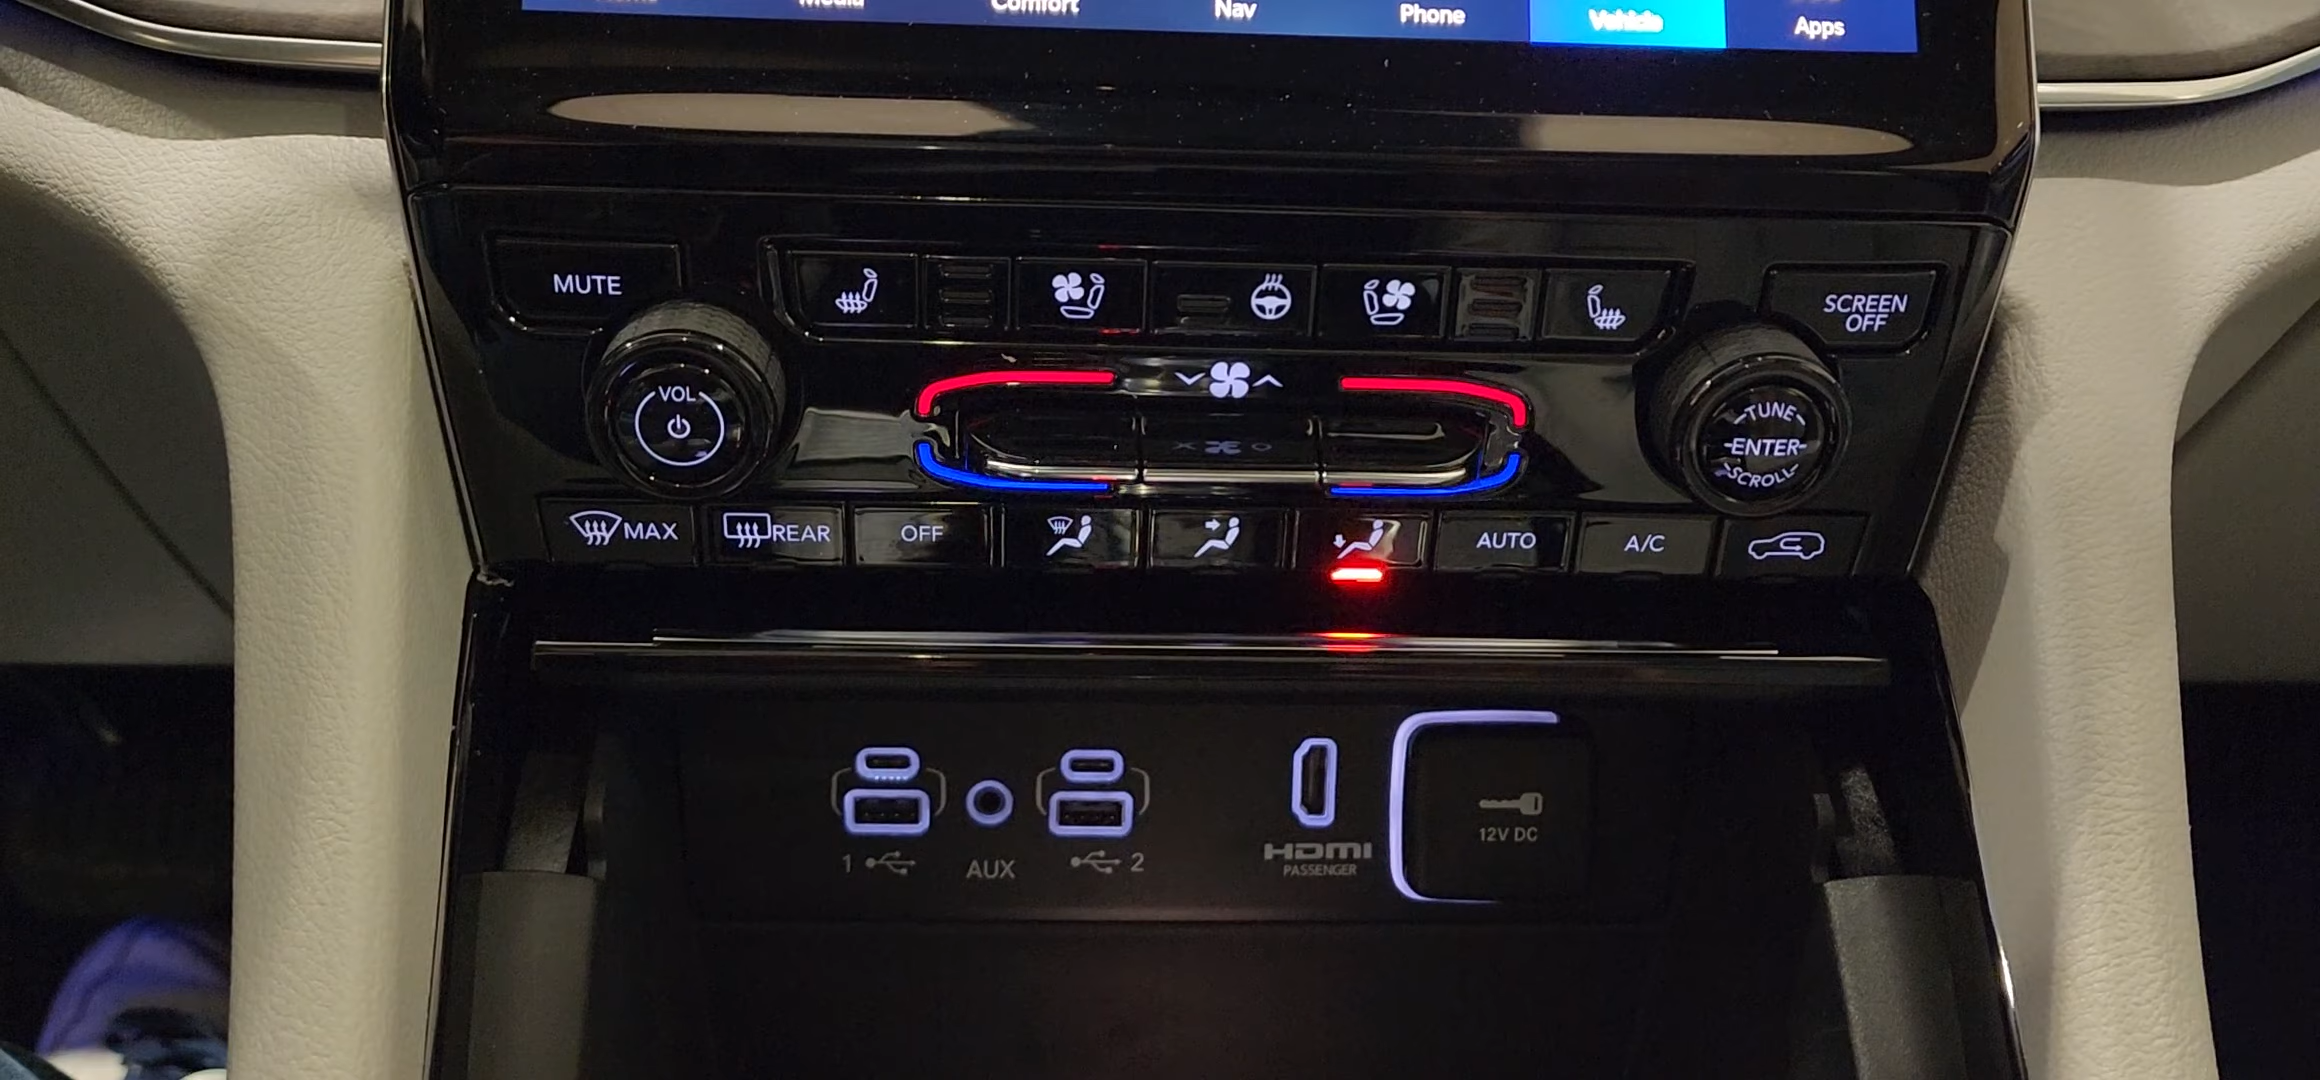 Home Media Comfort Nav Phone Vehicle Apps
MUTE
SCREEN
OFF
VOL
TUNE
ENTER
SCROLL
MAX REAR OFF AUTO A/C
1 AUX 2
HDMI
PASSENGER
12V DC